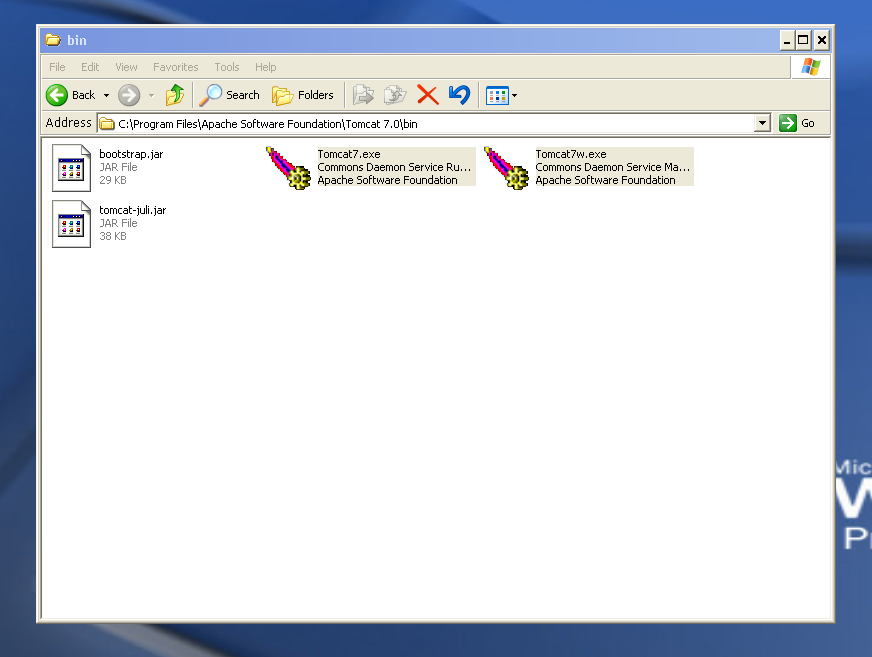 bin
File Edit View Favorites Tools Help
Back Search Folders
Address C:\Program Files\Apache Software Foundation\Tomcat 7.0\bin Go
bootstrap.jar
JAR File
29 KB
Tomcat7.exe
Commons Daemon Service Ru...
Apache Software Foundation
Tomcat7w.exe
Commons Daemon Service Ma...
Apache Software Foundation
tomcat-juli.jar
JAR File
38 KB
Mic
W
Pr